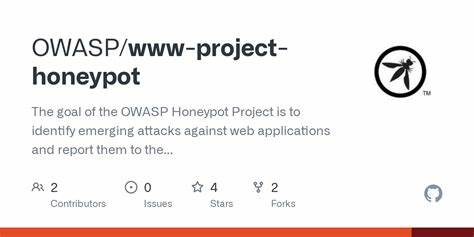 OWASP/www-project-
honeypot
The goal of the OWASP Honeypot Project is to
identify emerging attacks against web applications
and report them to the...
TM
2
Contributors
0
Issues
4
Stars
2
Forks